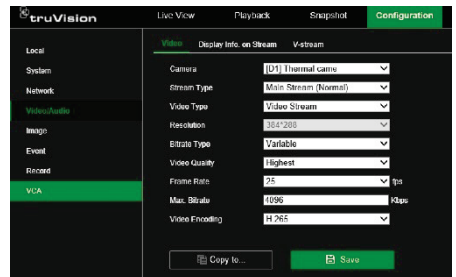 truVision
Live View Playback Snapshot Configuration
Video Display Info. on Stream V-stream
Local
System
Network
Video/Audio
Image
Event
Record
VCA
Camera [D1] Thermal came
Stream Type Main Stream (Normal)
Video Type Video Stream
Resolution 384*288
Bitrate Type Variable
Video Quality Highest
Frame Rate 25 fps
Max. Bitrate 4096 Kbps
Video Encoding H.265
Copy to... Save